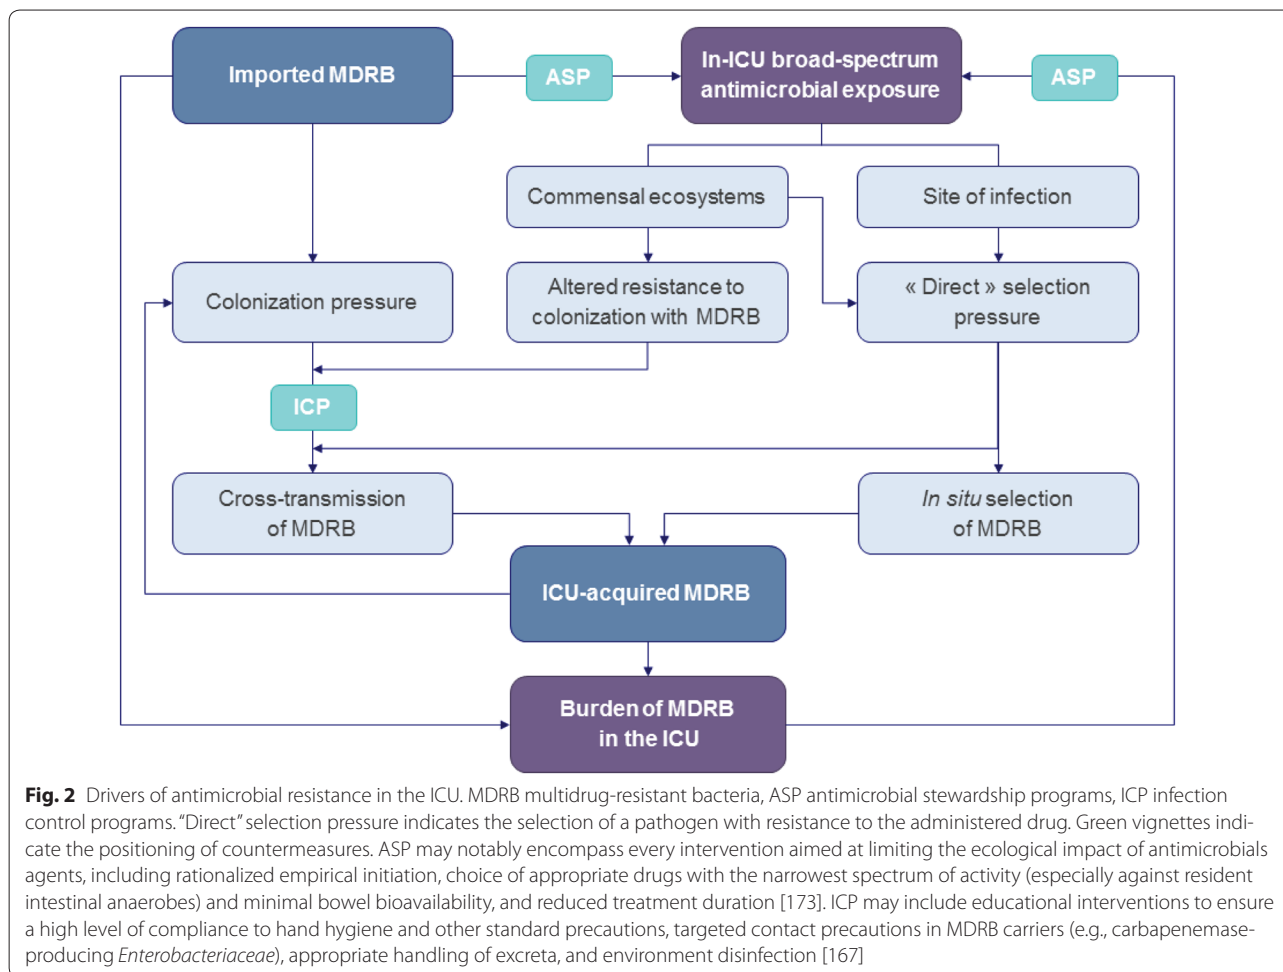 Imported MDRB
ASP
In-ICU broad-spectrum
antimicrobial exposure
ASP
Commensal ecosystems
Site of infection
Colonization pressure
Altered resistance to
colonization with MDRB
« Direct » selection
pressure
ICP
Cross-transmission
of MDRB
In situ selection
of MDRB
ICU-acquired MDRB
Burden of MDRB
in the ICU
Fig. 2 Drivers of antimicrobial resistance in the ICU. MDRB multidrug-resistant bacteria, ASP antimicrobial stewardship programs, ICP infection
control programs. “Direct” selection pressure indicates the selection of a pathogen with resistance to the administered drug. Green vignettes indi-
cate the positioning of countermeasures. ASP may notably encompass every intervention aimed at limiting the ecological impact of antimicrobials
agents, including rationalized empirical initiation, choice of appropriate drugs with the narrowest spectrum of activity (especially against resident
intestinal anaerobes) and minimal bowel bioavailability, and reduced treatment duration [173]. ICP may include educational interventions to ensure
a high level of compliance to hand hygiene and other standard precautions, targeted contact precautions in MDRB carriers (e.g., carbapenemase-
producing Enterobacteriaceae), appropriate handling of excreta, and environment disinfection [167]